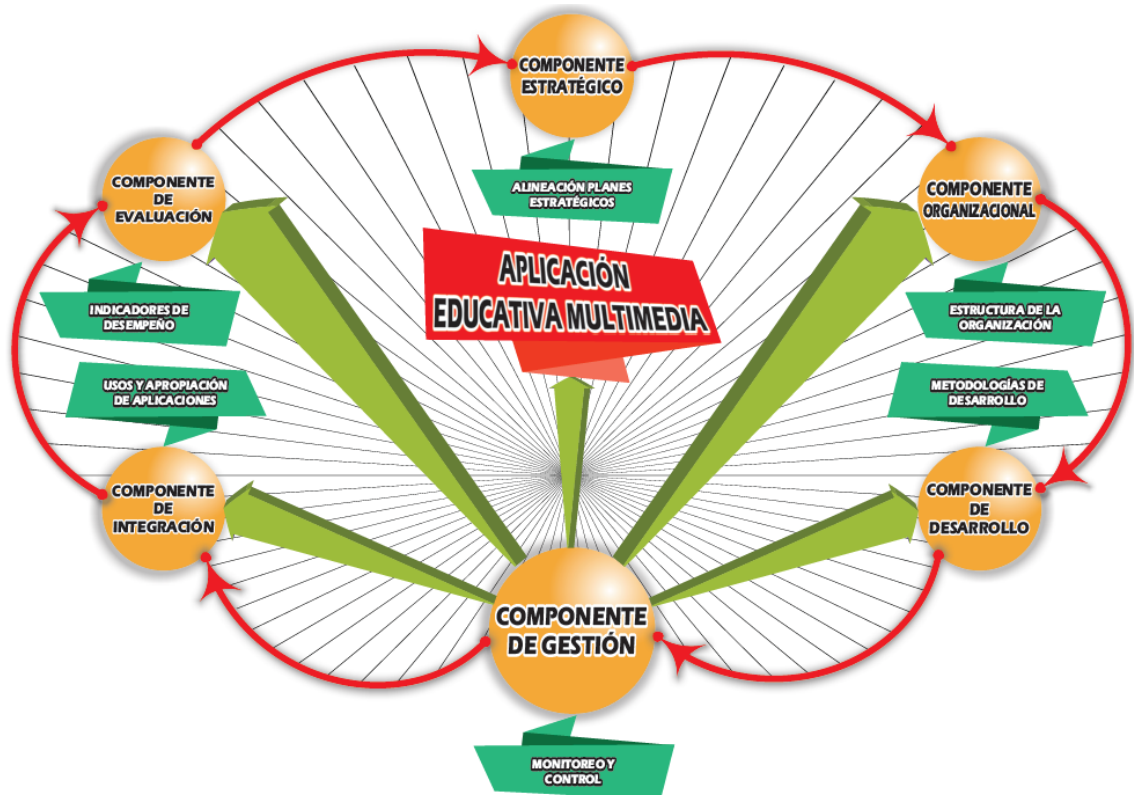 COMPONENTE
ESTRATÉGICO
ALINEACIÓN PLANES
ESTRATÉGICOS
COMPONENTE
DE
EVALUACIÓN
COMPONENTE
ORGANIZACIONAL
APLICACIÓN
EDUCATIVA MULTIMEDIA
INDICADORES DE
DESEMPEÑO
ESTRUCTURA DE LA
ORGANIZACIÓN
USOS Y APROPIACIÓN
DE APLICACIONES
METODOLOGÍAS DE
DESARROLLO
COMPONENTE
DE
INTEGRACIÓN
COMPONENTE
DE
DESARROLLO
COMPONENTE
DE GESTIÓN
MONITOREO Y
CONTROL